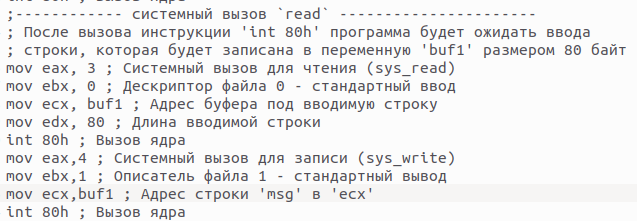 int 80h ; Вызов ядра
;------------ системный вызов `read` ----------------------
; После вызова инструкции 'int 80h' программа будет ожидать ввода
; строки, которая будет записана в переменную 'buf1' размером 80 байт
mov eax, 3 ; Системный вызов для чтения (sys_read)
mov ebx, 0 ; Дескриптор файла 0 - стандартный ввод
mov ecx, buf1 ; Адрес буфера под вводимую строку
mov edx, 80 ; Длина вводимой строки
int 80h ; Вызов ядра
mov eax,4 ; Системный вызов для записи (sys_write)
mov ebx,1 ; Описатель файла 1 - стандартный вывод
mov ecx,buf1 ; Адрес строки 'msg' в 'ecx'
int 80h ; Вызов ядра